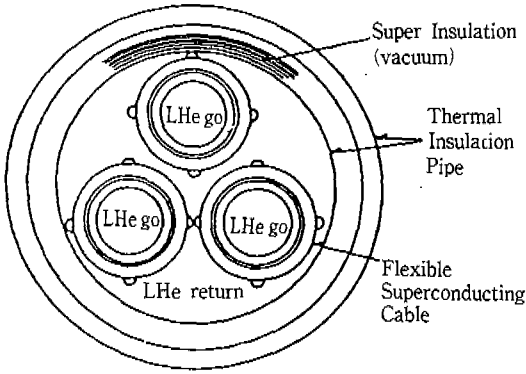 Super Insulation
(vacuum)
LHe go
Thermal
Insulation
Pipe
LHe go
LHe go
LHe return
Flexible
Superconducting
Cable